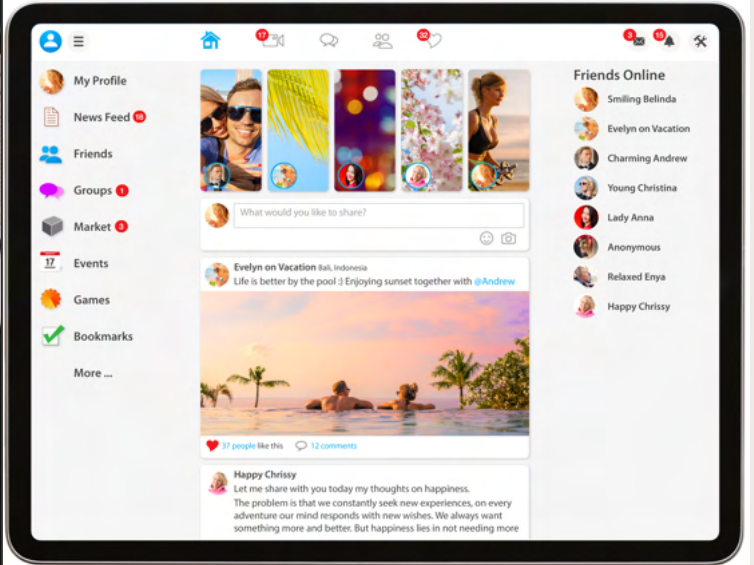 17
32
3
15
My Profile
News Feed 18
Friends
Groups 1
Market 3
17
Events
Games
Bookmarks
More ...
What would you like to share?
Evelyn on Vacation Bali, Indonesia
Life is better by the pool :) Enjoying sunset together with @Andrew
37 people like this
12 comments
Happy Chrissy
Let me share with you today my thoughts on happiness.
The problem is that we constantly seek new experiences, on every
adventure our mind responds with new wishes. We always want
something more and better. But happiness lies in not needing more
Friends Online
Smiling Belinda
Evelyn on Vacation
Charming Andrew
Young Christina
Lady Anna
Anonymous
Relaxed Enya
Happy Chrissy